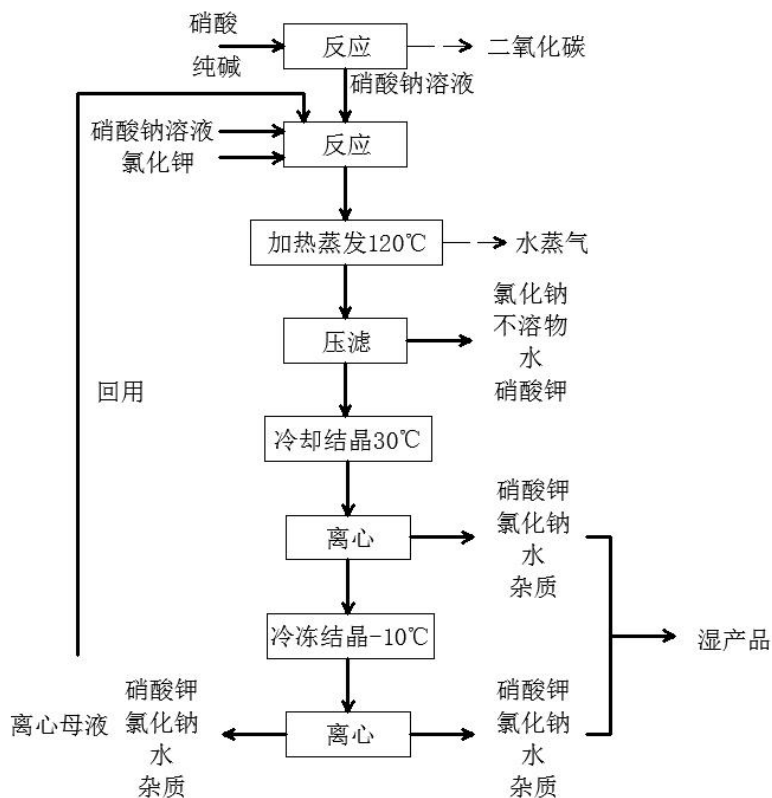 硝酸
纯碱
反应
二氧化碳
硝酸钠溶液
硝酸钠溶液
氯化钾
反应
加热蒸发120℃
水蒸气
压滤
氯化钠
不溶物
水
硝酸钾
回用
冷却结晶30℃
离心
硝酸钾
氯化钠
水
杂质
冷冻结晶-10℃
湿产品
离心母液
硝酸钾
氯化钠
水
杂质
离心
硝酸钾
氯化钠
水
杂质